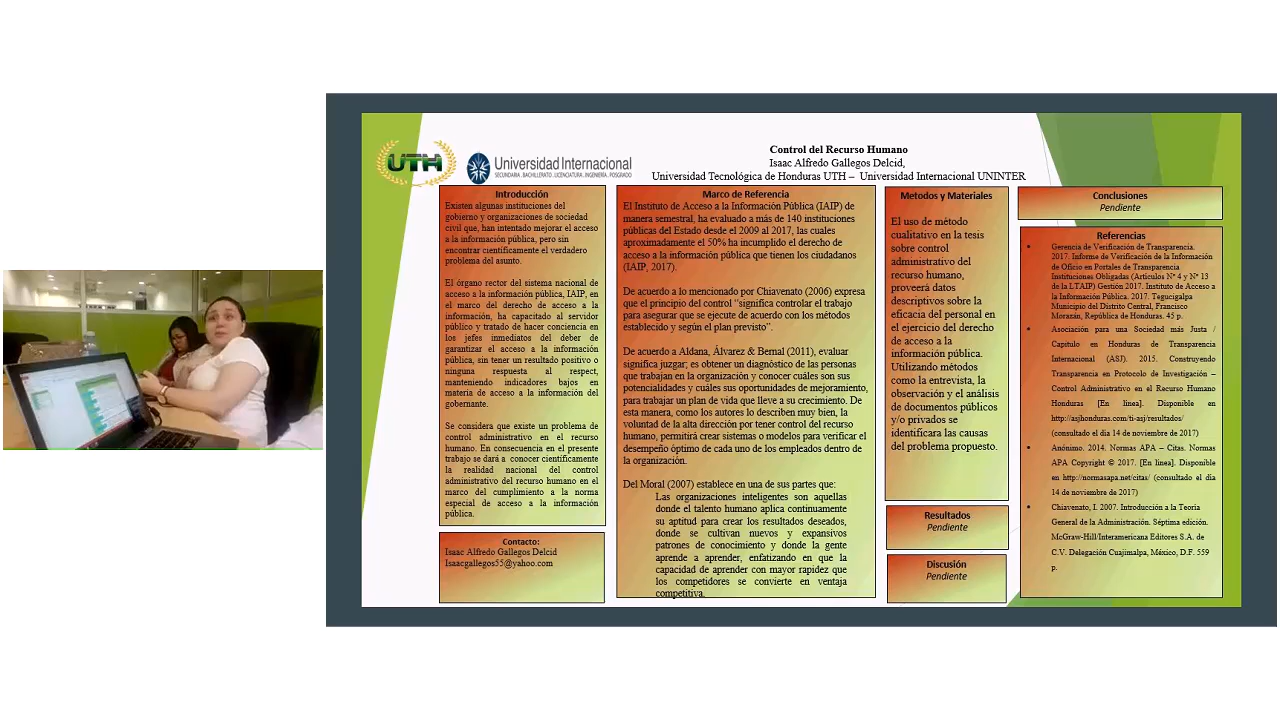 UTH
Universidad Internacional
SECUNDARIA, BACHILLERATO, LICENCIATURA, INGENIERÍA, POSGRADO
Control del Recurso Humano
Isaac Alfredo Gallegos Delcid,
Universidad Tecnológica de Honduras UTH – Universidad Internacional UNINTER
Introducción
Existen algunas instituciones del
gobierno y organizaciones de sociedad
civil que, han intentado mejorar el acceso
a la información pública, pero sin
encontrar científicamente el verdadero
problema del asunto.
El órgano rector del sistema nacional de
acceso a la información pública, IAIP, en
el marco del derecho de acceso a la
información, ha capacitado al servidor
público y tratado de hacer conciencia en
los jefes inmediatos del deber de
garantizar el acceso a la información
pública, sin tener un resultado positivo o
ninguna respuesta al respect,
manteniendo indicadores bajos en
materia de acceso a la información del
gobernante.
Se considera que existe un problema de
control administrativo en el recurso
humano. En consecuencia en el presente
trabajo se dará a conocer científicamente
la realidad nacional del control
administrativo del recurso humano en el
marco del cumplimiento a la norma
especial de acceso a la información
pública.
Contacto:
Isaac Alfredo Gallegos Delcid
Isaacgallegos55@yahoo.com
Marco de Referencia
El Instituto de Acceso a la Información Pública (IAIP) de
manera semestral, ha evaluado a más de 140 instituciones
públicas del Estado desde el 2009 al 2017, las cuales
aproximadamente el 50% ha incumplido el derecho de
acceso a la información pública que tienen los ciudadanos
(IAIP, 2017).
De acuerdo a lo mencionado por Chiavenato (2006) expresa
que el principio del control "significa controlar el trabajo
para asegurar que se ejecute de acuerdo con los métodos
establecido y según el plan previsto".
De acuerdo a Aldana, Álvarez & Bernal (2011), evaluar
significa juzgar; es obtener un diagnóstico de las personas
que trabajan en la organización y conocer cuáles son sus
potencialidades y cuáles sus oportunidades de mejoramiento,
para trabajar un plan de vida que lleve a su crecimiento. De
esta manera, como los autores lo describen muy bien, la
voluntad de la alta dirección por tener control del recurso
humano, permitirá crear sistemas o modelos para verificar el
desempeño óptimo de cada uno de los empleados dentro de
la organización.
Del Moral (2007) establece en una de sus partes que:
Las organizaciones inteligentes son aquellas
donde el talento humano aplica continuamente
su aptitud para crear los resultados deseados,
donde se cultivan nuevos y expansivos
patrones de conocimiento y donde la gente
aprende a aprender, enfatizando en que la
capacidad de aprender con mayor rapidez que
los competidores se convierte en ventaja
competitiva.
Metodos y Materiales
El uso de método
cualitativo en la tesis
sobre control
administrativo del
recurso humano,
proveerá datos
descriptivos sobre la
eficacia del personal en
el ejercicio del derecho
de acceso a la
información pública.
Utilizando métodos
como la entrevista, la
observación y el análisis
de documentos públicos
y/o privados se
identificara las causas
del problema propuesto.
Resultados
Pendiente
Discusión
Pendiente
Conclusiones
Pendiente
Referencias
• Gerencia de Verificación de Transparencia.
2017. Informe de Verificación de la Información
de Oficio en Portales de Transparencia
Instituciones Obligadas (Artículos Nº 4 y Nº 13
de la LTAIP) Gestión 2017. Instituto de Acceso a
la Información Pública. 2017. Tegucigalpa
Municipio del Distrito Central, Francisco
Morazán, República de Honduras. 45 p.
• Asociación para una Sociedad más Justa /
Capitulo en Honduras de Transparencia
Internacional (ASJ). 2015. Construyendo
Transparencia en Protocolo de Investigación –
Control Administrativo en el Recurso Humano
Honduras [En línea]. Disponible en
http://asjhonduras.com/ti-asj/resultados/
(consultado el día 14 de noviembre de 2017)
• Anónimo. 2014. Normas APA – Citas. Normas
APA Copyright © 2017. [En línea]. Disponible
en http://normasapa.net/citas/ (consultado el día
14 de noviembre de 2017)
• Chiavenato, I. 2007. Introducción a la Teoría
General de la Administración. Séptima edición.
McGraw-Hill/Interamericana Editores S.A. de
C.V. Delegación Cuajimalpa, México, D.F. 559
p.